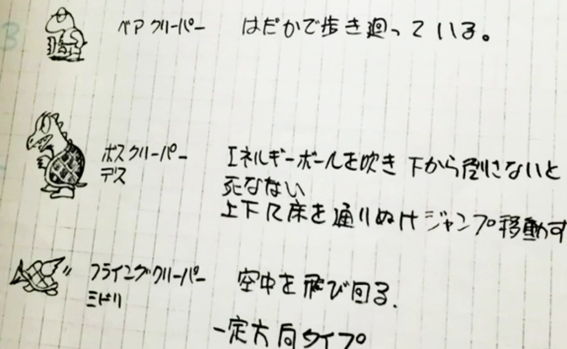 ベアクリーパー はだかで歩き廻っている。
ボスクリーパー エネルギーボールを吹き 下から倒さないと
デス 死なない
上下に床を通りぬけジャンプ移動す
フライングクリーパー 空中を飛び回る.
ミドリ
一定方向タイプ